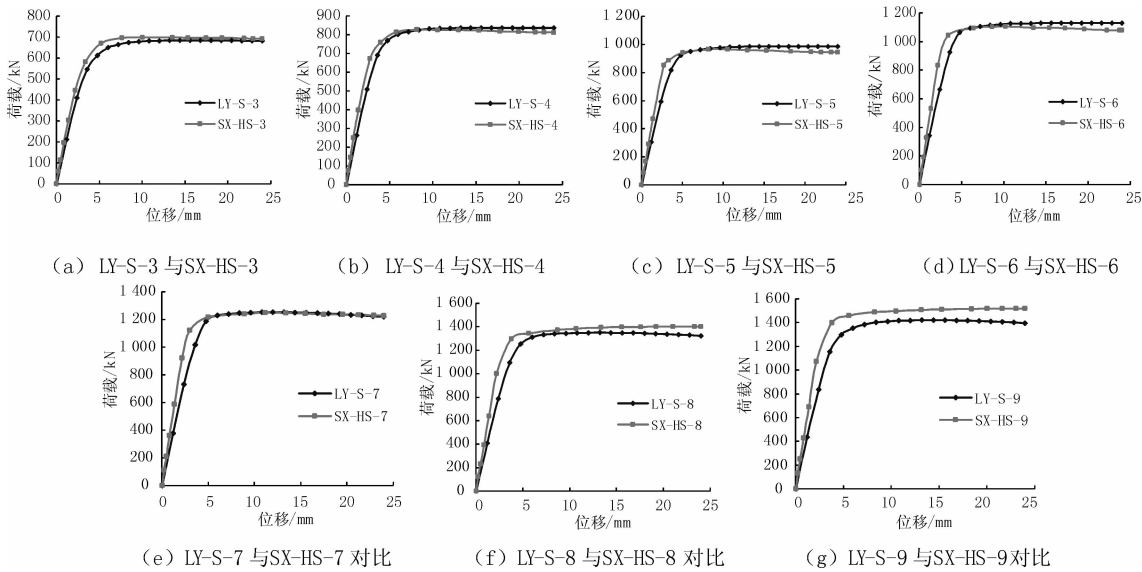 800
700
600
500
400
300
200
100
0
荷载/kN
0 5 10 15 20 25
位移/mm
LY-S-3
SX-HS-3
(a) LY-S-3 与SX-HS-3
900
800
700
600
500
400
300
200
100
0
荷载/kN
0 5 10 15 20 25
位移/mm
LY-S-4
SX-HS-4
(b) LY-S-4 与SX-HS-4
1 200
1 000
800
600
400
200
0
荷载/kN
0 5 10 15 20 25
位移/mm
LY-S-5
SX-HS-5
(c) LY-S-5 与SX-HS-5
1 200
1 000
800
600
400
200
0
荷载/kN
0 5 10 15 20 25
位移/mm
LY-S-6
SX-HS-6
(d)LY-S-6 与SX-HS-6
1 400
1 200
1 000
800
600
400
200
0
荷载/kN
0 5 10 15 20 25
位移/mm
LY-S-7
SX-HS-7
(e) LY-S-7 与SX-HS-7 对比
1 600
1 400
1 200
1 000
800
600
400
200
0
荷载/kN
0 5 10 15 20 25
位移/mm
LY-S-8
SX-HS-8
(f) LY-S-8 与SX-HS-8 对比
1 600
1 400
1 200
1 000
800
600
400
200
0
荷载/kN
0 5 10 15 20 25
位移/mm
LY-S-9
SX-HS-9
(g) LY-S-9 与SX-HS-9对比